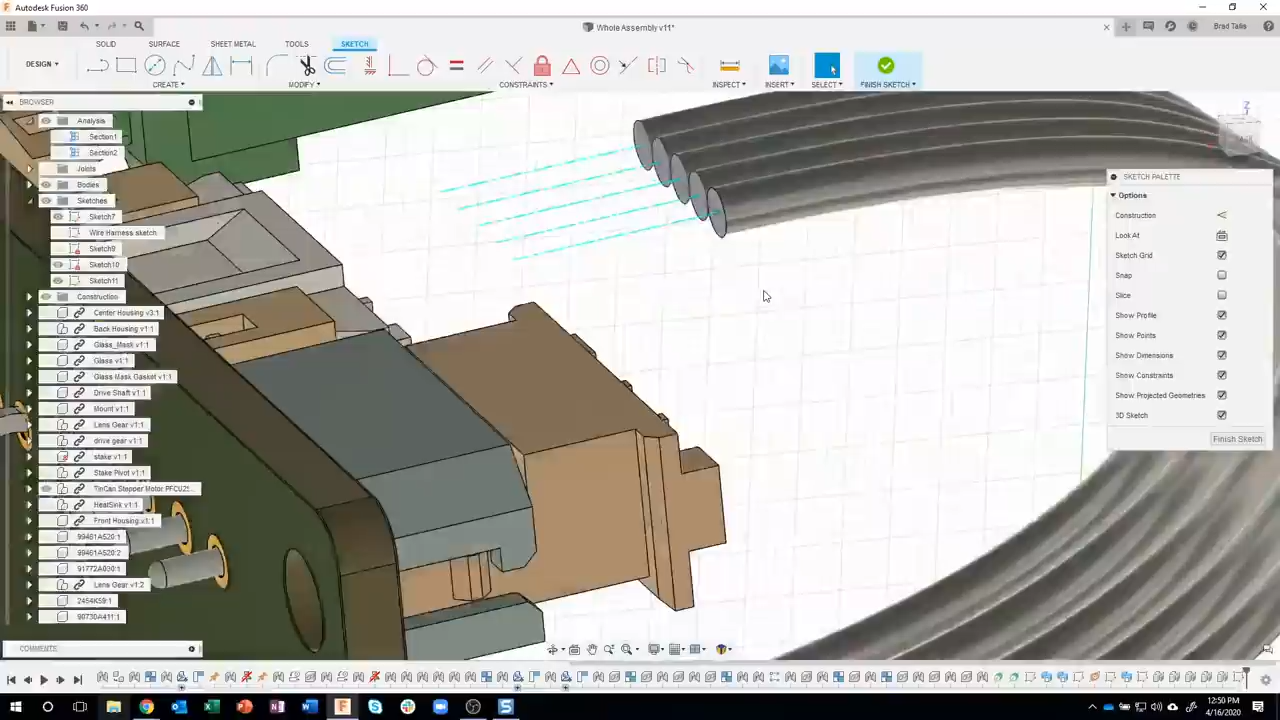 Autodesk Fusion 360
Whole Assembly v11*
Brad Tallis
SOLID
SURFACE
SHEET METAL
TOOLS
SKETCH
DESIGN
CREATE
MODIFY
CONSTRAINTS
INSPECT
INSERT
SELECT
FINISH SKETCH
BROWSER
Analysis
Section1
Section2
Joints
Bodies
Sketches
Sketch7
Wire Harness sketch
Sketch9
Sketch10
Sketch11
Construction
Center Housing v3:1
Back Housing v1:1
Glass_Mask v1:1
Glass v1:1
Glass Mask Gasket v1:1
Drive Shaft v1:1
Mount v1:1
Lens Gear v1:1
drive gear v1:1
stake v1:1
Stake Pivot v1:1
TinCan Stepper Motor PFCU2...
HeatSink v1:1
Front Housing v1:1
99461A520:1
99461A520:2
91772A030:1
Lens Gear v1:2
2454K59:1
90730A411:1
COMMENTS
SKETCH PALETTE
Options
Construction
Look At
Sketch Grid
Snap
Slice
Show Profile
Show Points
Show Dimensions
Show Constraints
Show Projected Geometries
3D Sketch
Finish Sketch
12:50 PM
4/16/2020